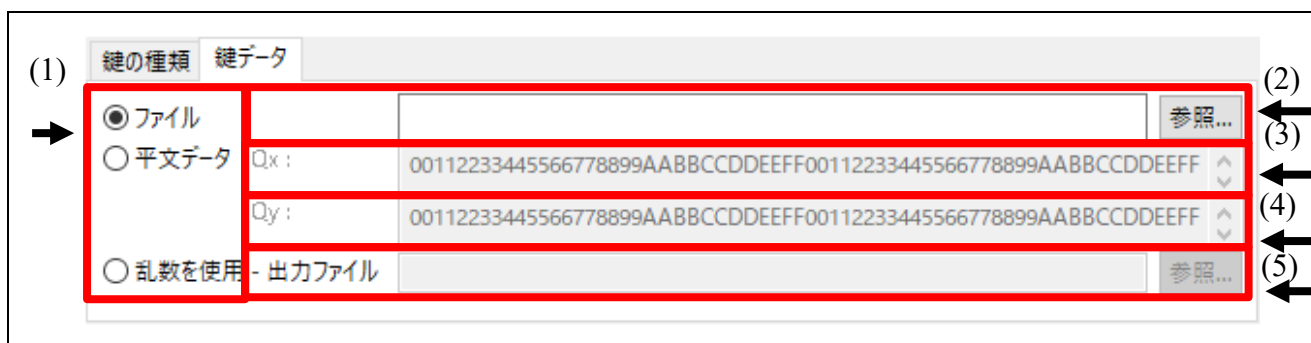 鍵の種類 鍵データ
(1)
(2)
ファイル 参照...
(3)
平文データ Qx : 00112233445566778899AABBCCDDEEFF00112233445566778899AABBCCDDEEFF
(4)
Qy : 00112233445566778899AABBCCDDEEFF00112233445566778899AABBCCDDEEFF
(5)
乱数を使用 - 出力ファイル 参照...